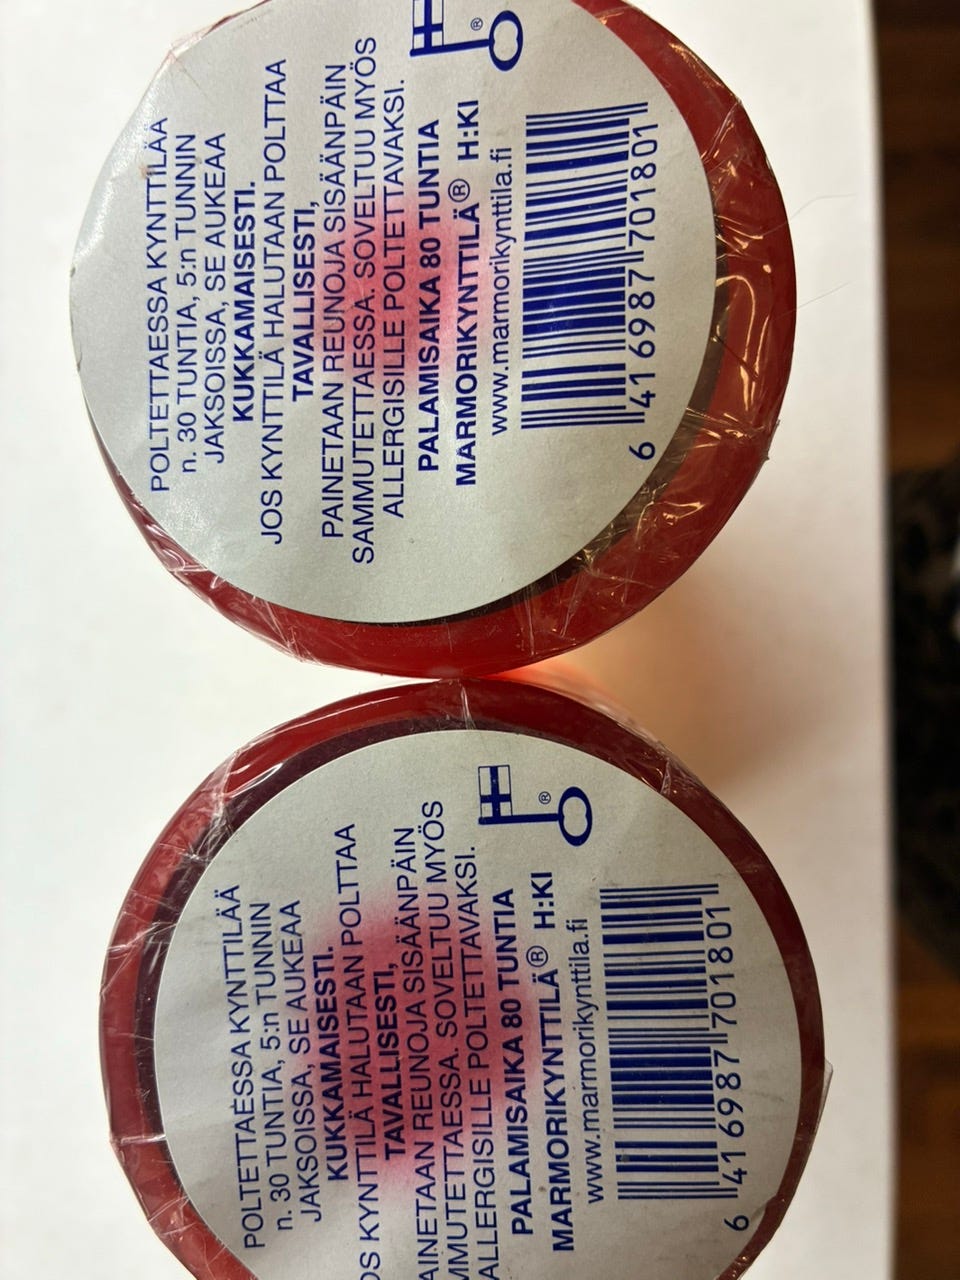 POLTETTAESSA KYNTTILÄÄ
n. 30 TUNTIA, 5:n TUNNIN
JAKSOISSA, SE AUKEAA
KUKKAMAISESTI.
JOS KYNTTILÄ HALUTAAN POLTTAA
TAVALLISESTI,
PAINETAAN REUNOJA SISÄÄNPÄIN
SAMMUTETTAESSA. SOVELTUU MYÖS
ALLERGISILLE POLTETTAVAKSI.
PALAMISAIKA 80 TUNTIA
MARMORIKYNTTILÄ® H:KI
www.marmorikynttila.fi
®
6 416987 701801
POLTETTAESSA KYNTTILÄÄ
n. 30 TUNTIA, 5:n TUNNIN
JAKSOISSA, SE AUKEAA
KUKKAMAISESTI.
OS KYNTTILÄ HALUTAAN POLTTAA
TAVALLISESTI,
AINETAAN REUNOJA SISÄÄNPÄIN
MMUTETTAESSA. SOVELTUU MYÖS
ALLERGISILLE POLTETTAVAKSI.
PALAMISAIKA 80 TUNTIA
MARMORIKYNTTILÄ® H:KI
www.marmorikynttila.fi
®
6 416987 701801